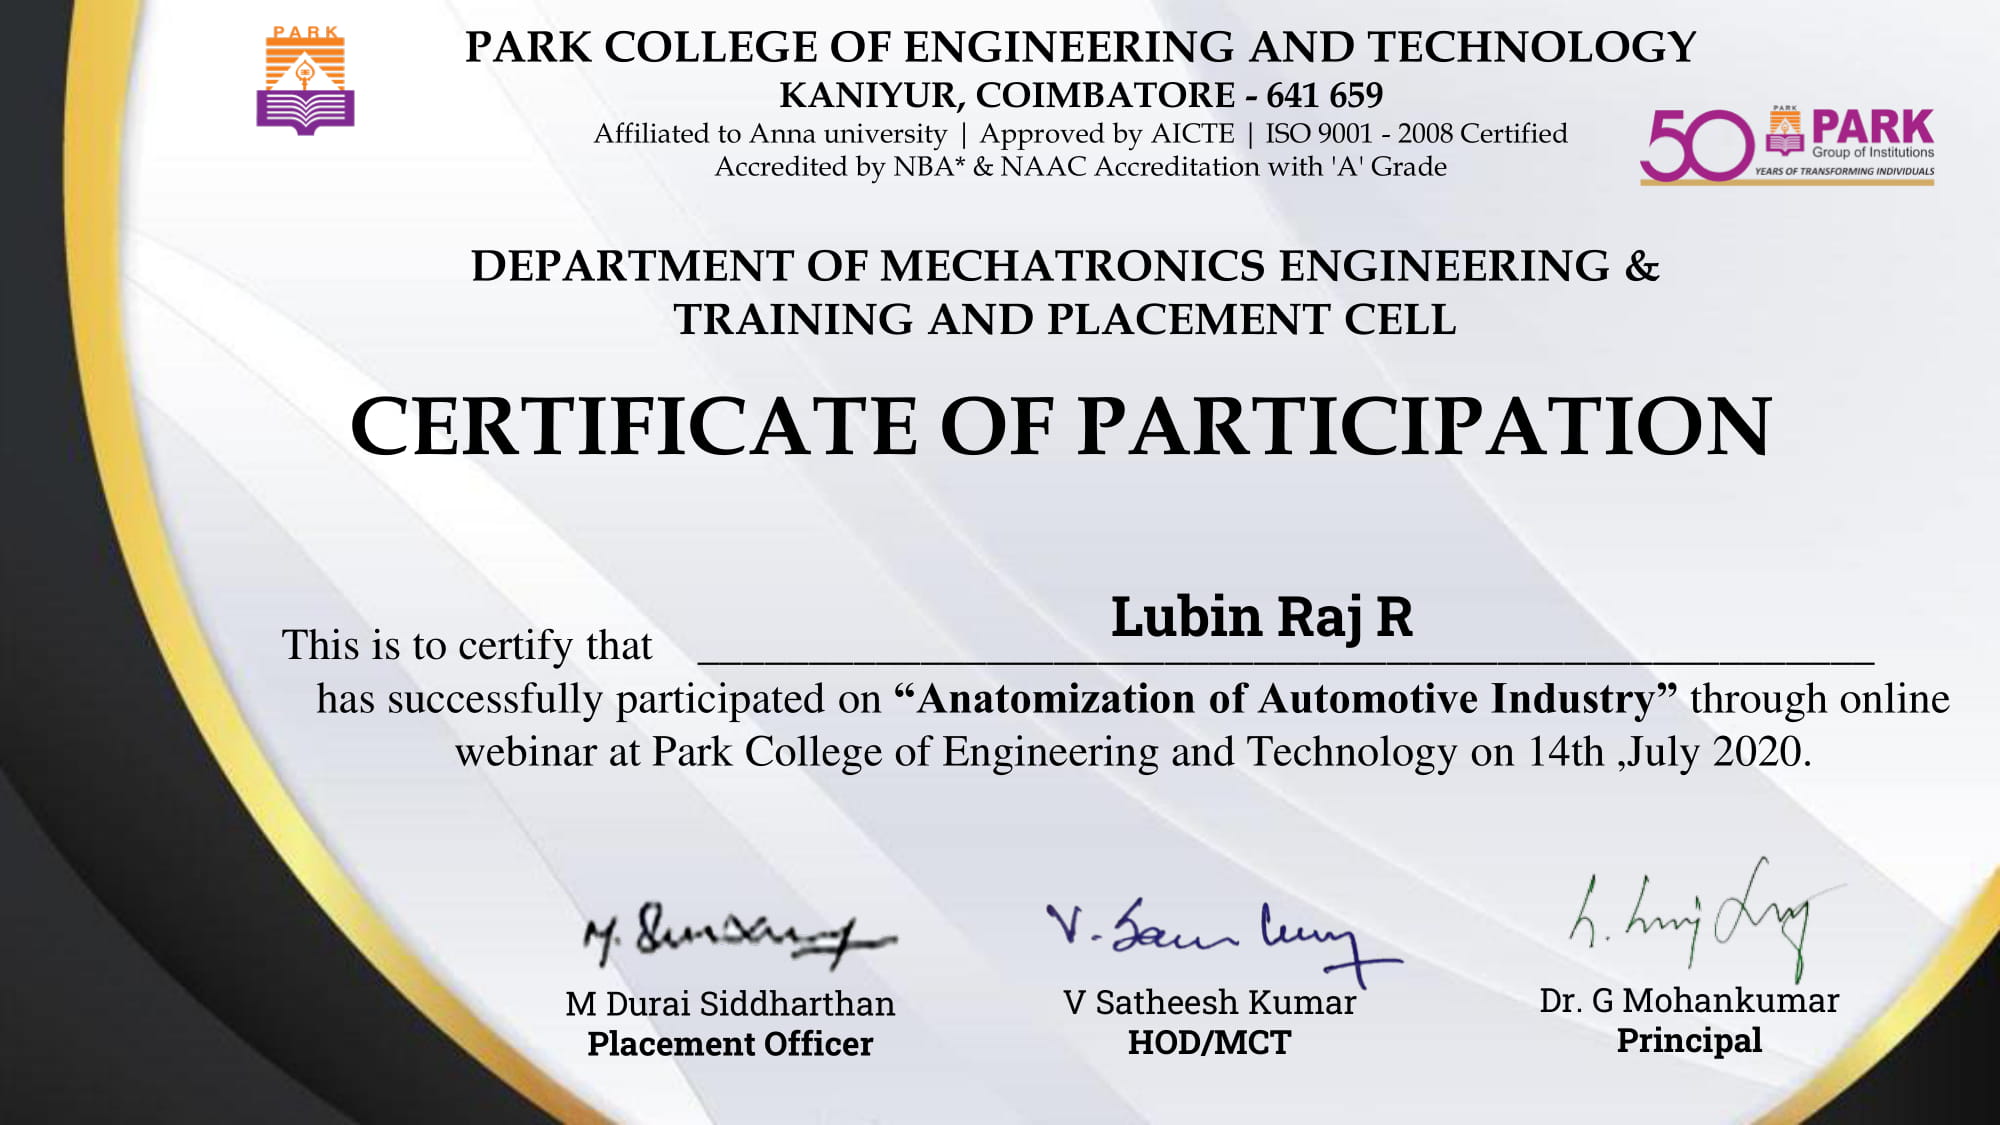 PARK
PARK COLLEGE OF ENGINEERING AND TECHNOLOGY
KANIYUR, COIMBATORE - 641 659
Affiliated to Anna university | Approved by AICTE | ISO 9001 - 2008 Certified
Accredited by NBA* & NAAC Accreditation with 'A' Grade
50 PARK PARK
Group of Institutions
YEARS OF TRANSFORMING INDIVIDUALS
DEPARTMENT OF MECHATRONICS ENGINEERING &
TRAINING AND PLACEMENT CELL
CERTIFICATE OF PARTICIPATION
Lubin Raj R
This is to certify that
has successfully participated on “Anatomization of Automotive Industry” through online
webinar at Park College of Engineering and Technology on 14th ,July 2020.
M Durai Siddharthan
Placement Officer
V Satheesh Kumar
HOD/MCT
Dr. G Mohankumar
Principal